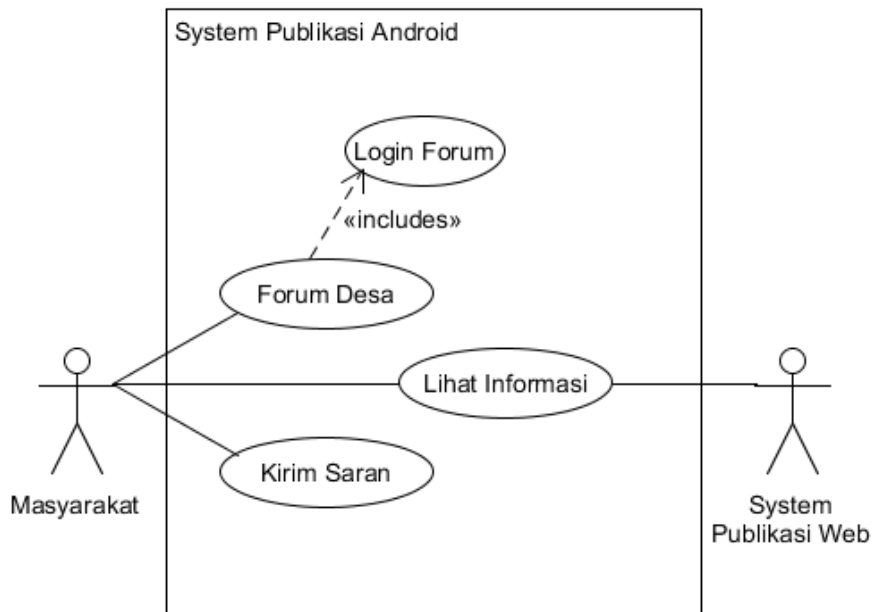 System Publikasi Android
Login Forum
«includes»
Forum Desa
Lihat Informasi
Kirim Saran
Masyarakat
System
Publikasi Web